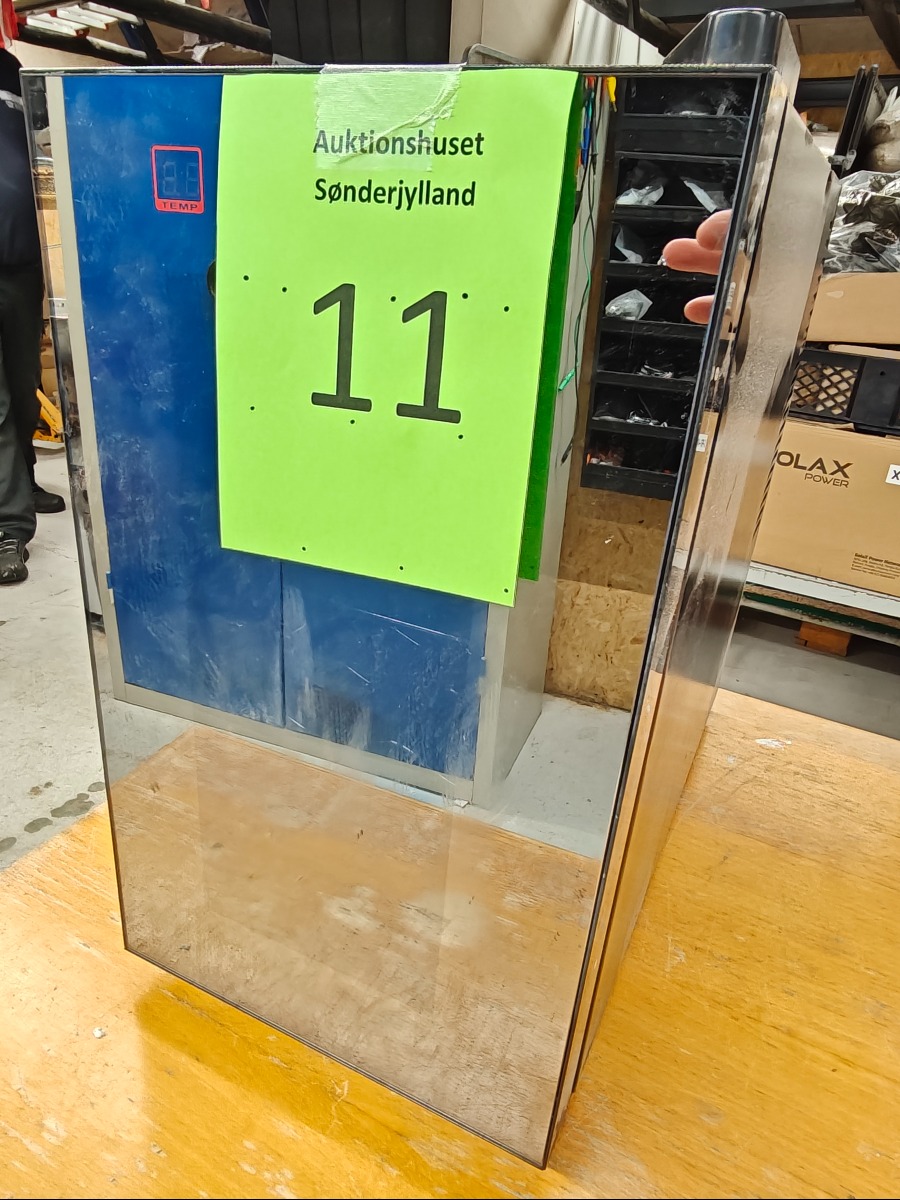 Auktionshuset
Sønderjylland
11
TEMP
OLAX
POWER
X